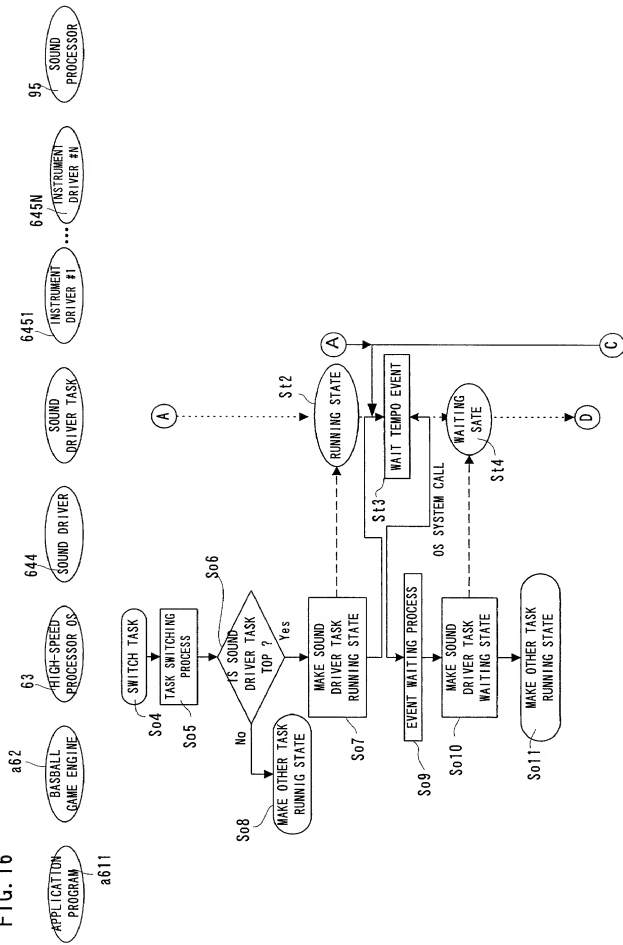 FIG. 16
APPLICATION
PROGRAM
a611
a62
BASBALL
GAME ENGINE
63
HIGH-SPEED
PROCESSOR OS
644
SOUND DRIVER
SOUND
DRIVER TASK
6451
INSTRUMENT
DRIVER #1
645N
INSTRUMENT
DRIVER #N
95
SOUND
PROCESSOR
SWITCH TASK
So4
TASK SWITCHING
PROCESS
So5
IS SOUND
DRIVER TASK
TOP ?
So6
No
Yes
MAKE OTHER TASK
RUNNIG STATE
So8
MAKE SOUND
DRIVER TASK
RUNNING STATE
So7
EVENT WAITING PROCESS
So9
MAKE SOUND
DRIVER TASK
WAITING STATE
So10
MAKE OTHER TASK
RUNNING STATE
So11
A
RUNNING STATE
St2
A
WAIT TEMPO EVENT
St3
OS SYSTEM CALL
WAITING
SATE
St4
D
C